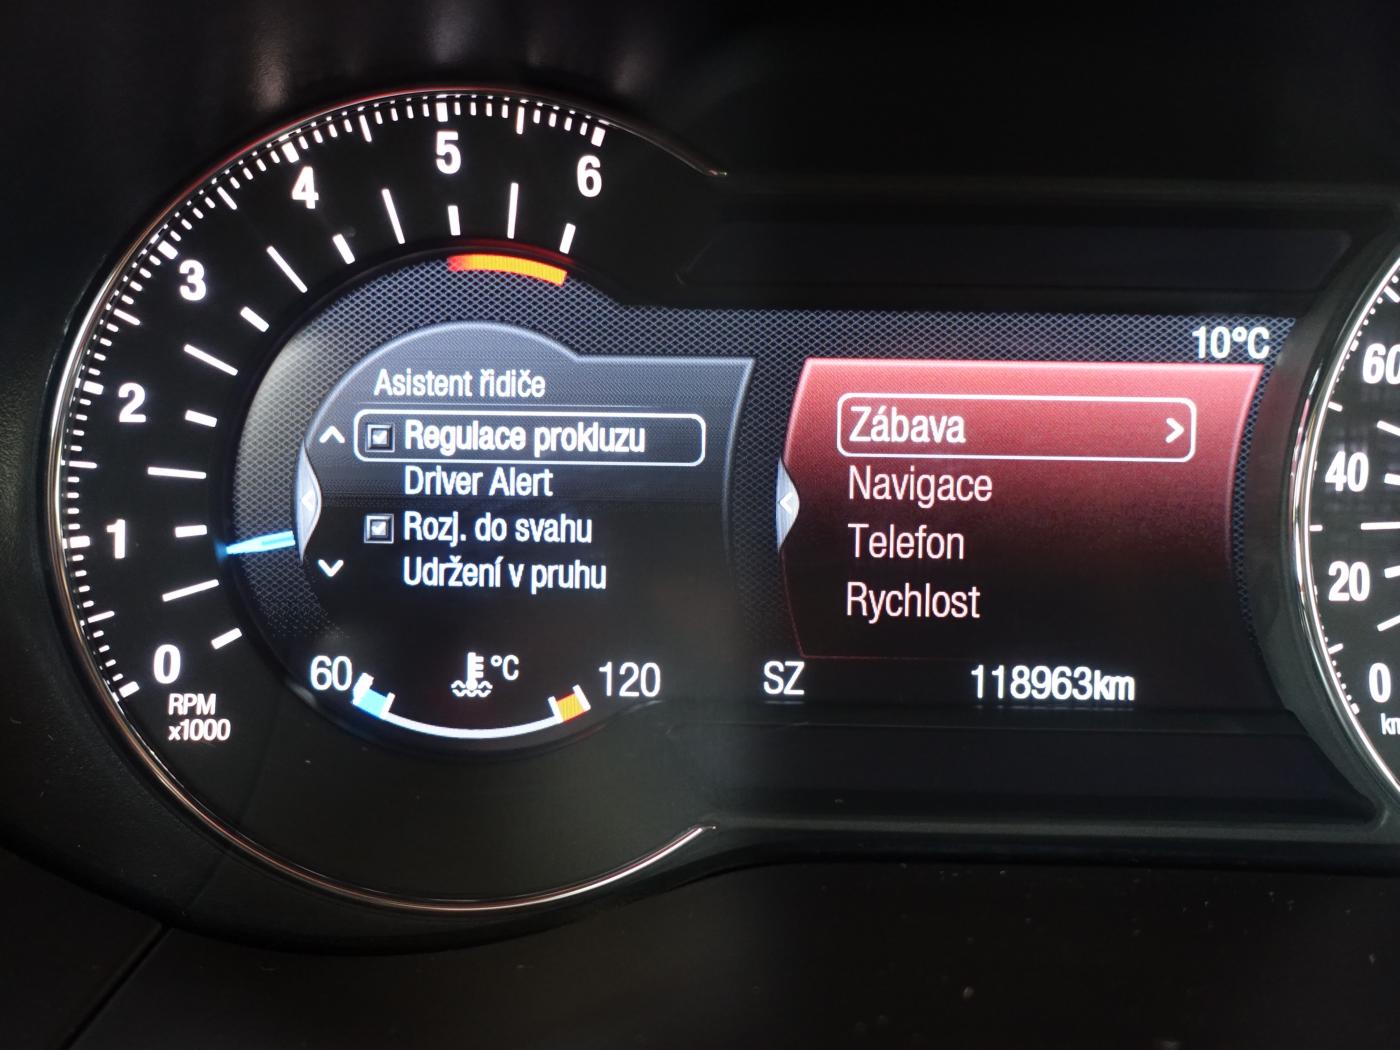 6
5
4
3
2
1
0
RPM
x1000
Asistent řidiče
Regulace prokluzu
Driver Alert
Rozj. do svahu
Udržení v pruhu
60
°C
120
10°C
Zábava
Navigace
Telefon
Rychlost
SZ
118963km
60
40
20
0